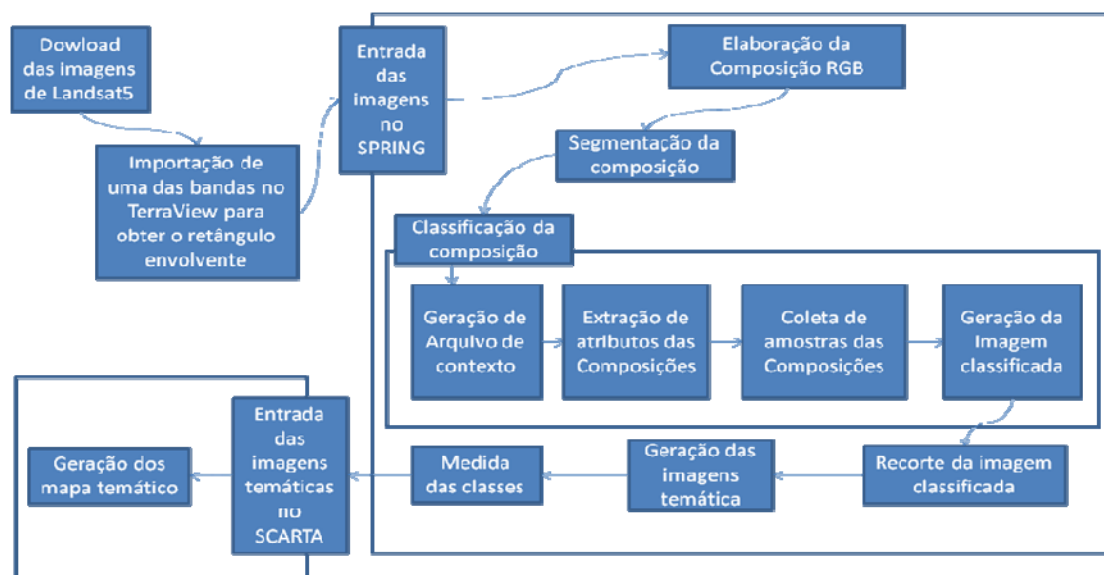 Dowload
das imagens
de Landsat5
Importação de
uma das bandas no
TerraView para
obter o retângulo
envolvente
Entrada
das
imagens
no
SPRING
Elaboração da
Composição RGB
Segmentação da
composição
Classificação da
composição
Geração de
Arquivo de
contexto
Extração de
atributos das
Composições
Coleta de
amostras das
Composições
Geração da
Imagem
classificada
Recorte da imagem
classificada
Geração das
imagens
temática
Medida
das classes
Entrada
das
imagens
temáticas
no
SCARTA
Geração dos
mapa temático